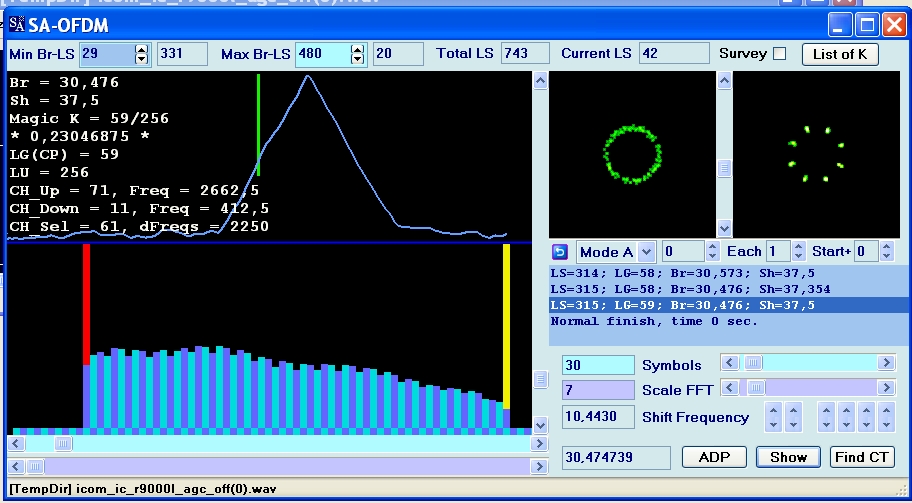 [TempDir] icom_ic_r9000l_agc_off(0).wav
SA-OFDM
Min Br-LS 29 331 Max Br-LS 480 20 Total LS 743 Current LS 42 Survey List of K
Br = 30,476
Sh = 37,5
Magic K = 59/256
* 0,23046875 *
LG(CP) = 59
LU = 256
CH_Up = 71, Freq = 2662,5
CH_Down = 11, Freq = 412,5
CH_Sel = 61, dFreqs = 2250
Mode A 0 Each 1 Start+ 0
LS=314; LG=58; Br=30,573; Sh=37,5
LS=315; LG=58; Br=30,476; Sh=37,354
LS=315; LG=59; Br=30,476; Sh=37,5
Normal finish, time 0 sec.
30 Symbols
7 Scale FFT
10,4430 Shift Frequency
30,474739 ADP Show Find CT
[TempDir] icom_ic_r9000l_agc_off(0).wav